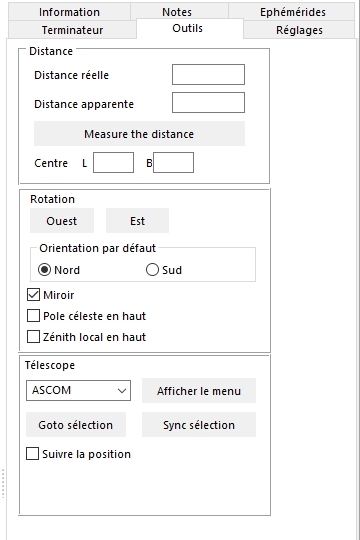 Information Notes Ephémérides
Terminateur Outils Réglages
Distance
Distance réelle
Distance apparente
Measure the distance
Centre L B
Rotation
Ouest Est
Orientation par défaut
Nord Sud
Miroir
Pole céleste en haut
Zénith local en haut
Télescope
ASCOM Afficher le menu
Goto sélection Sync sélection
Suivre la position